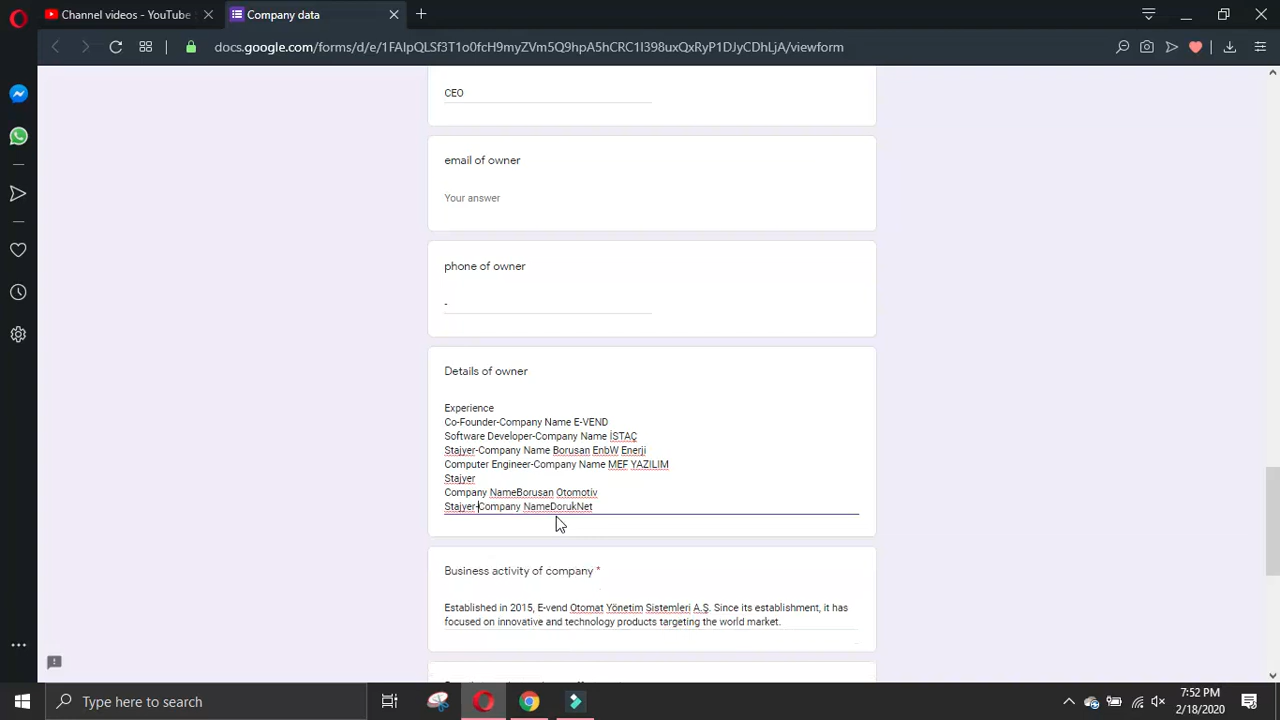 Channel videos - YouTube
Company data
docs.google.com/forms/d/e/1FAIpQLSf3T1o0fcH9myZVm5Q9hpA5hCRC1I398uxQxRyP1DJyCDhLjA/viewform
CEO
email of owner
Your answer
phone of owner
-
Details of owner
Experience
Co-Founder-Company Name E-VEND
Software Developer-Company Name İSTAÇ
Stajyer-Company Name Borusan EnbW Enerji
Computer Engineer-Company Name MEF YAZILIM
Stajyer
Company NameBorusan Otomotiv
Stajyer-Company NameDorukNet
Business activity of company *
Established in 2015, E-vend Otomat Yönetim Sistemleri A.Ş. Since its establishment, it has
focused on innovative and technology products targeting the world market.
Type here to search
7:52 PM
2/18/2020